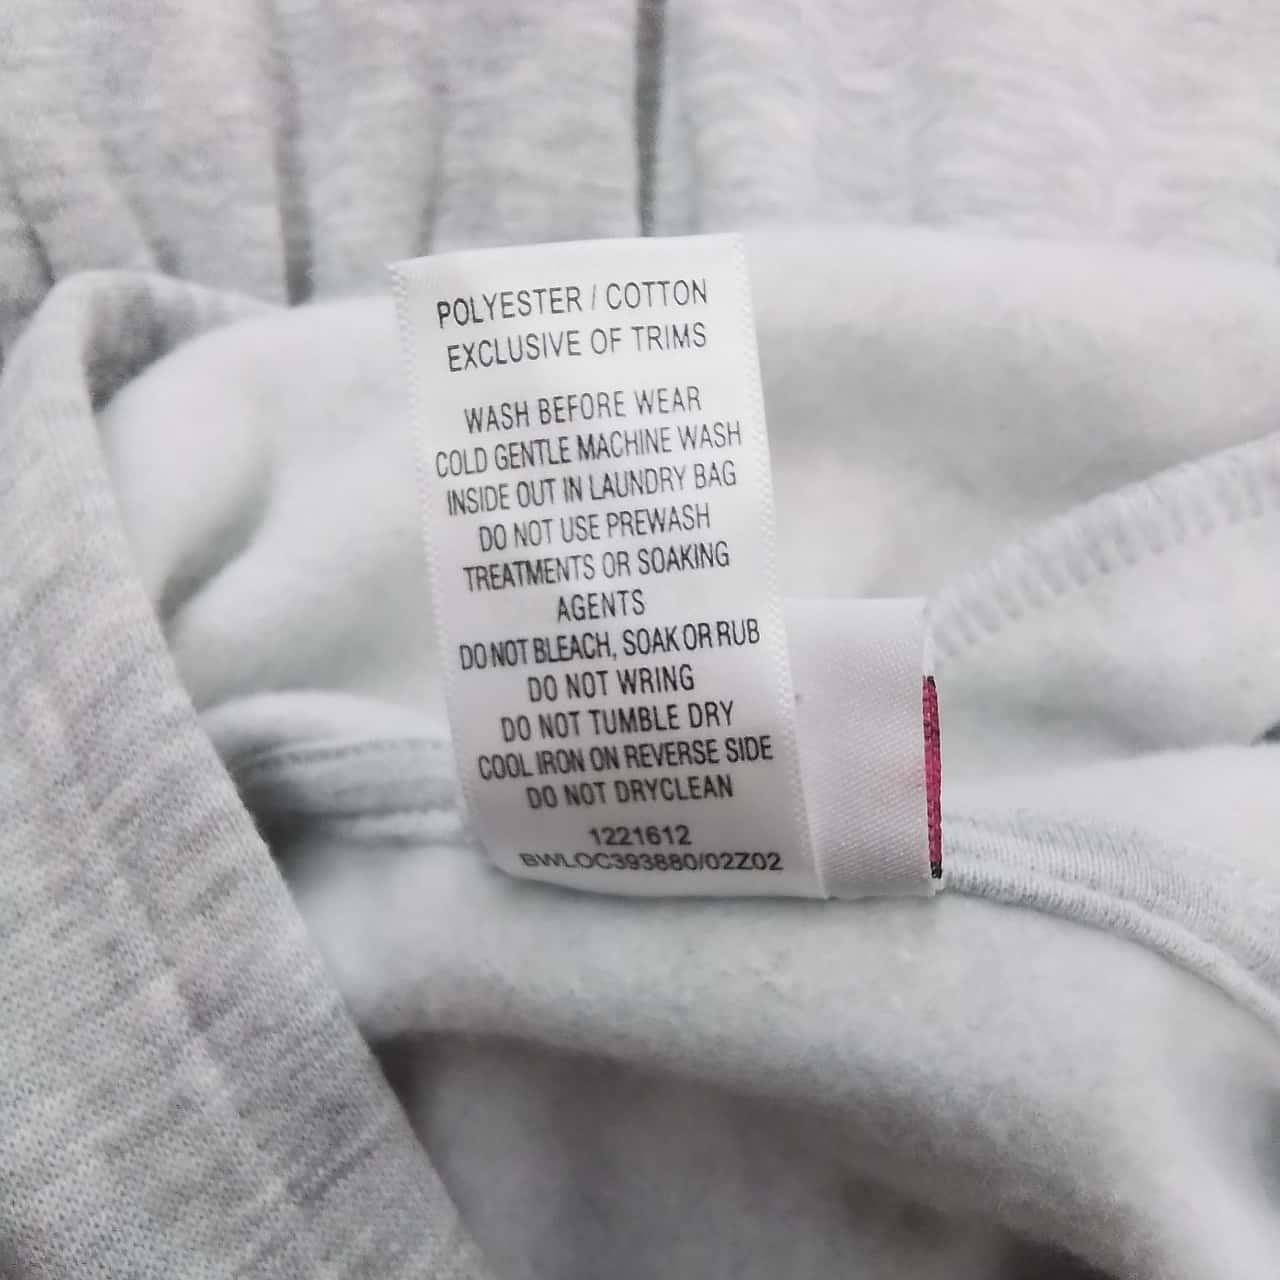 POLYESTER / COTTON
EXCLUSIVE OF TRIMS
WASH BEFORE WEAR
COLD GENTLE MACHINE WASH
INSIDE OUT IN LAUNDRY BAG
DO NOT USE PREWASH
TREATMENTS OR SOAKING
AGENTS
DO NOT BLEACH, SOAK OR RUB
DO NOT WRING
DO NOT TUMBLE DRY
COOL IRON ON REVERSE SIDE
DO NOT DRYCLEAN
1221612
BWLOC393880/02Z02